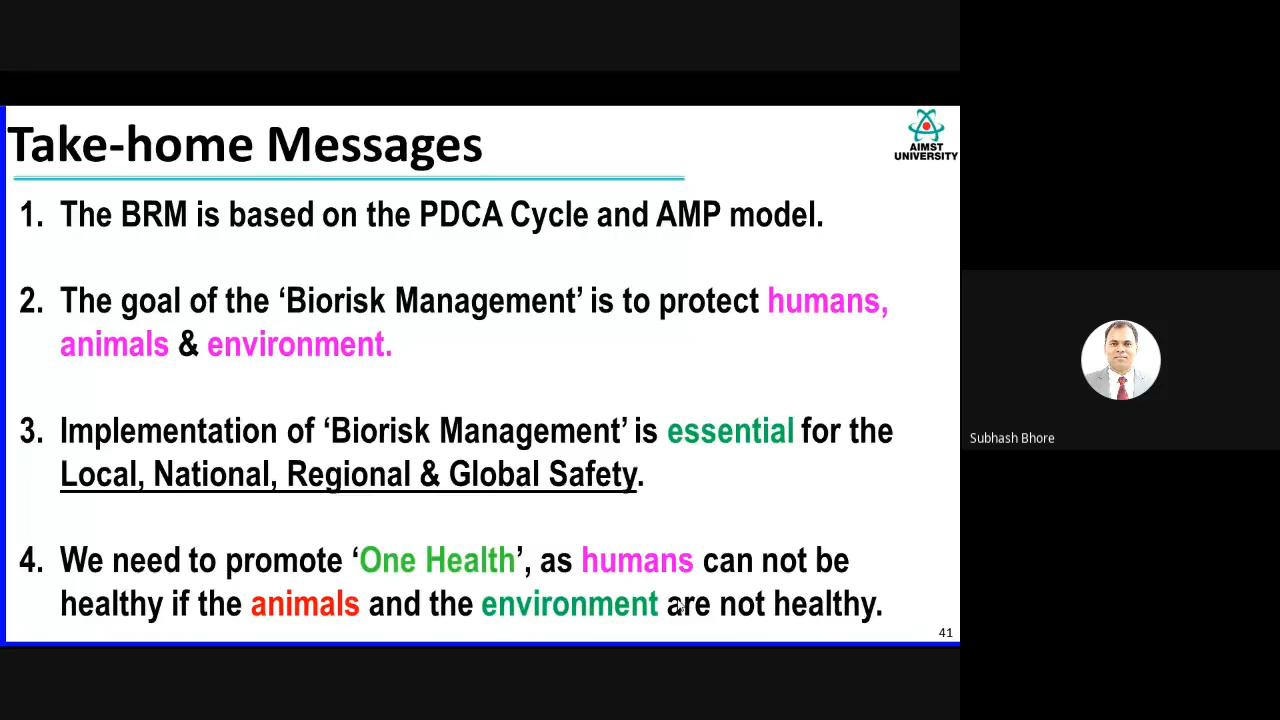 Take-home Messages
AIMST
UNIVERSITY
1. The BRM is based on the PDCA Cycle and AMP model.
2. The goal of the ‘Biorisk Management’ is to protect humans,
animals & environment.
3. Implementation of ‘Biorisk Management’ is essential for the
Local, National, Regional & Global Safety.
4. We need to promote ‘One Health’, as humans can not be
healthy if the animals and the environment are not healthy.
41
Subhash Bhore